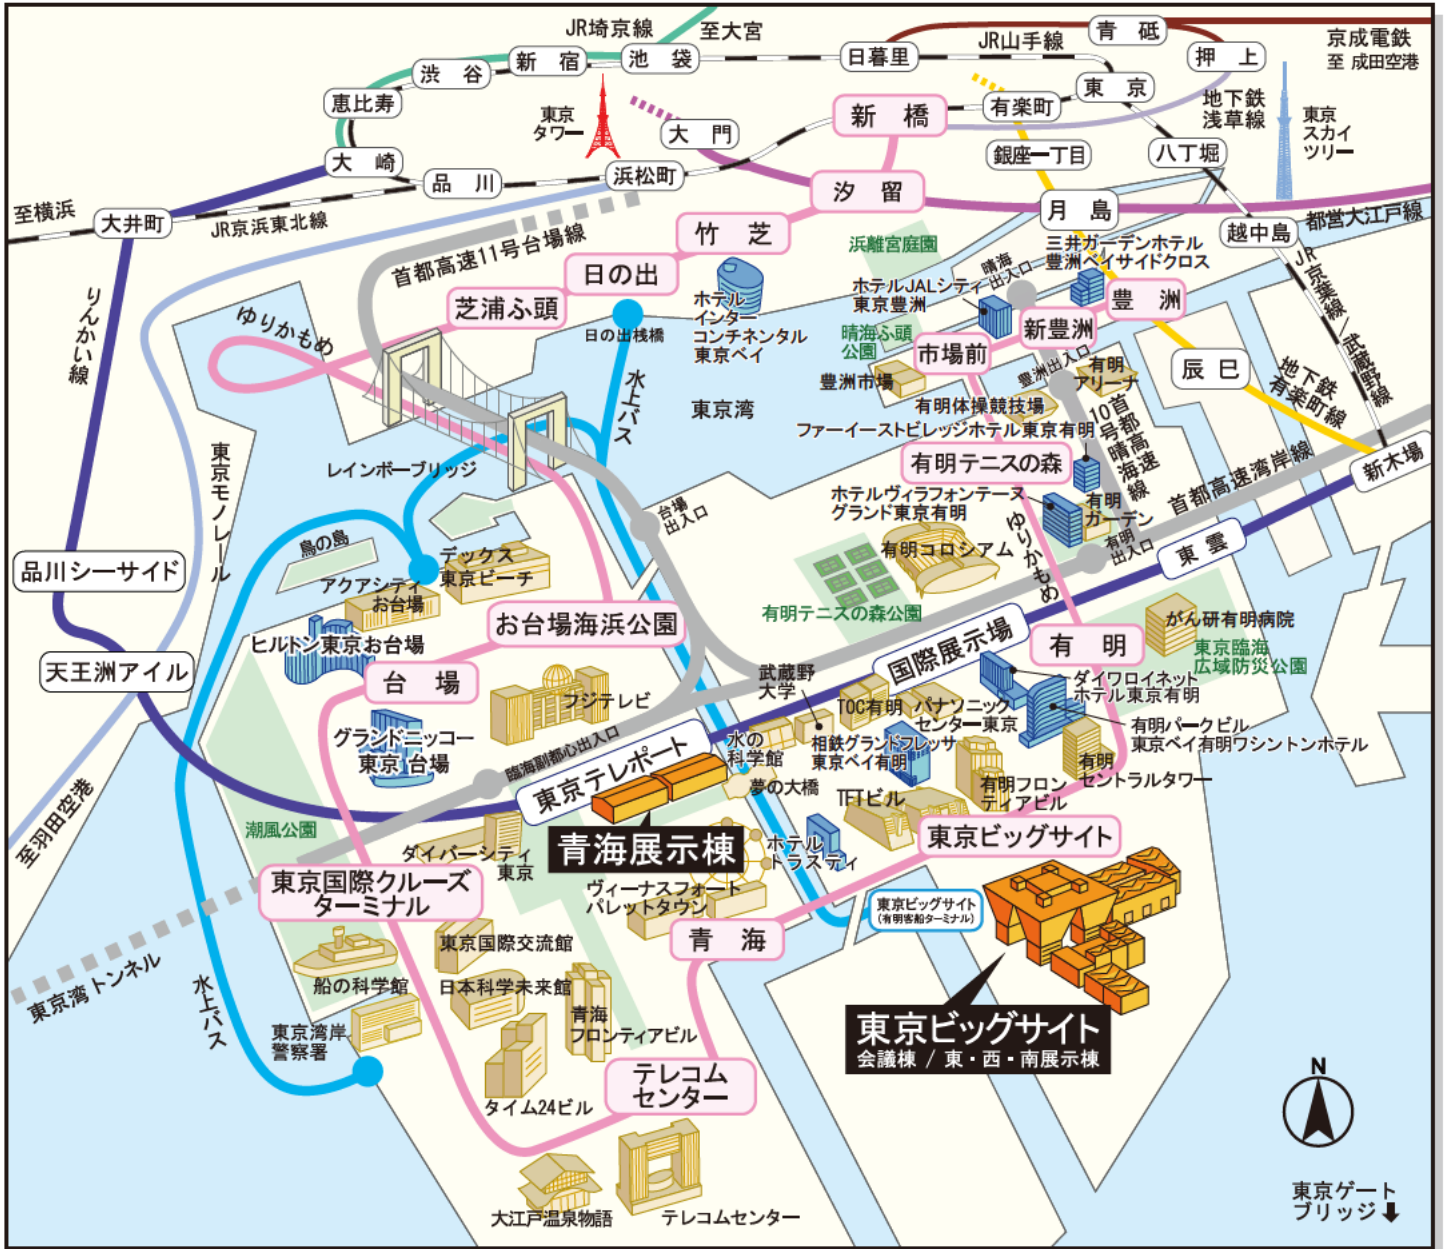 JR埼京線
至大宮
新宿
池袋
渋谷
恵比寿
大崎
日暮里
JR山手線
青砥
押上
京成電鉄
至 成田空港
東京
有楽町
新橋
大門
東京
タワー
地下鉄
浅草線
東京
スカイ
ツリー
銀座一丁目
八丁堀
品川
浜松町
汐留
月島
都営大江戸線
至横浜
大井町
JR京浜東北線
越中島
JR京葉線/武蔵野線
首都高速11号台場線
竹芝
浜離宮庭園
三井ガーデンホテル
豊洲ベイサイドクロス
日の出
ホテル
インター
コンチネンタル
東京ベイ
晴海
出入口
ホテルJALシティ
東京豊洲
豊洲
りんかい線
ゆりかもめ
芝浦ふ頭
日の出桟橋
晴海ふ頭
公園
新豊洲
市場前
豊洲出入口
有明
アリーナ
辰巳
地下鉄
有楽町線
豊洲市場
水上バス
東京湾
有明体操競技場
ファーイーストビレッジホテル東京有明
首都高速
10号晴海線
東京モノレール
レインボーブリッジ
有明テニスの森
首都高速湾岸線
新木場
ホテルヴィラフォンテーヌ
グランド東京有明
有明
ガーデン
台場
出入口
鳥の島
有明コロシアム
ゆりかもめ
有明
出入口
東雲
品川シーサイド
デックス
東京ビーチ
アクアシティ
お台場
有明テニスの森公園
お台場海浜公園
国際展示場
有明
がん研有明病院
東京臨海
広域防災公園
ヒルトン東京お台場
天王洲アイル
台場
フジテレビ
武蔵野
大学
TOC有明
パナソニック
センター東京
ダイワロイネット
ホテル東京有明
有明パークビル
東京ベイ有明ワシントンホテル
グランドニッコー
東京 台場
臨海副都心出入口
東京テレポート
水の
科学館
相鉄グランドフレッサ
東京ベイ有明
有明
セントラルタワー
有明フロン
ティアビル
夢の大橋
TFTビル
至羽田空港
潮風公園
青海展示棟
東京ビッグサイト
ダイバーシティ
東京
ホテル
トラスティ
東京国際クルーズ
ターミナル
ヴィーナスフォート
パレットタウン
東京ビッグサイト
(有明客船ターミナル)
青海
東京国際交流館
東京湾トンネル
水上バス
船の科学館
日本科学未来館
東京湾岸
警察署
青海
フロンティアビル
東京ビッグサイト
会議棟 / 東・西・南展示棟
テレコム
センター
タイム24ビル
N
大江戸温泉物語
テレコムセンター
東京ゲート
ブリッジ⬇